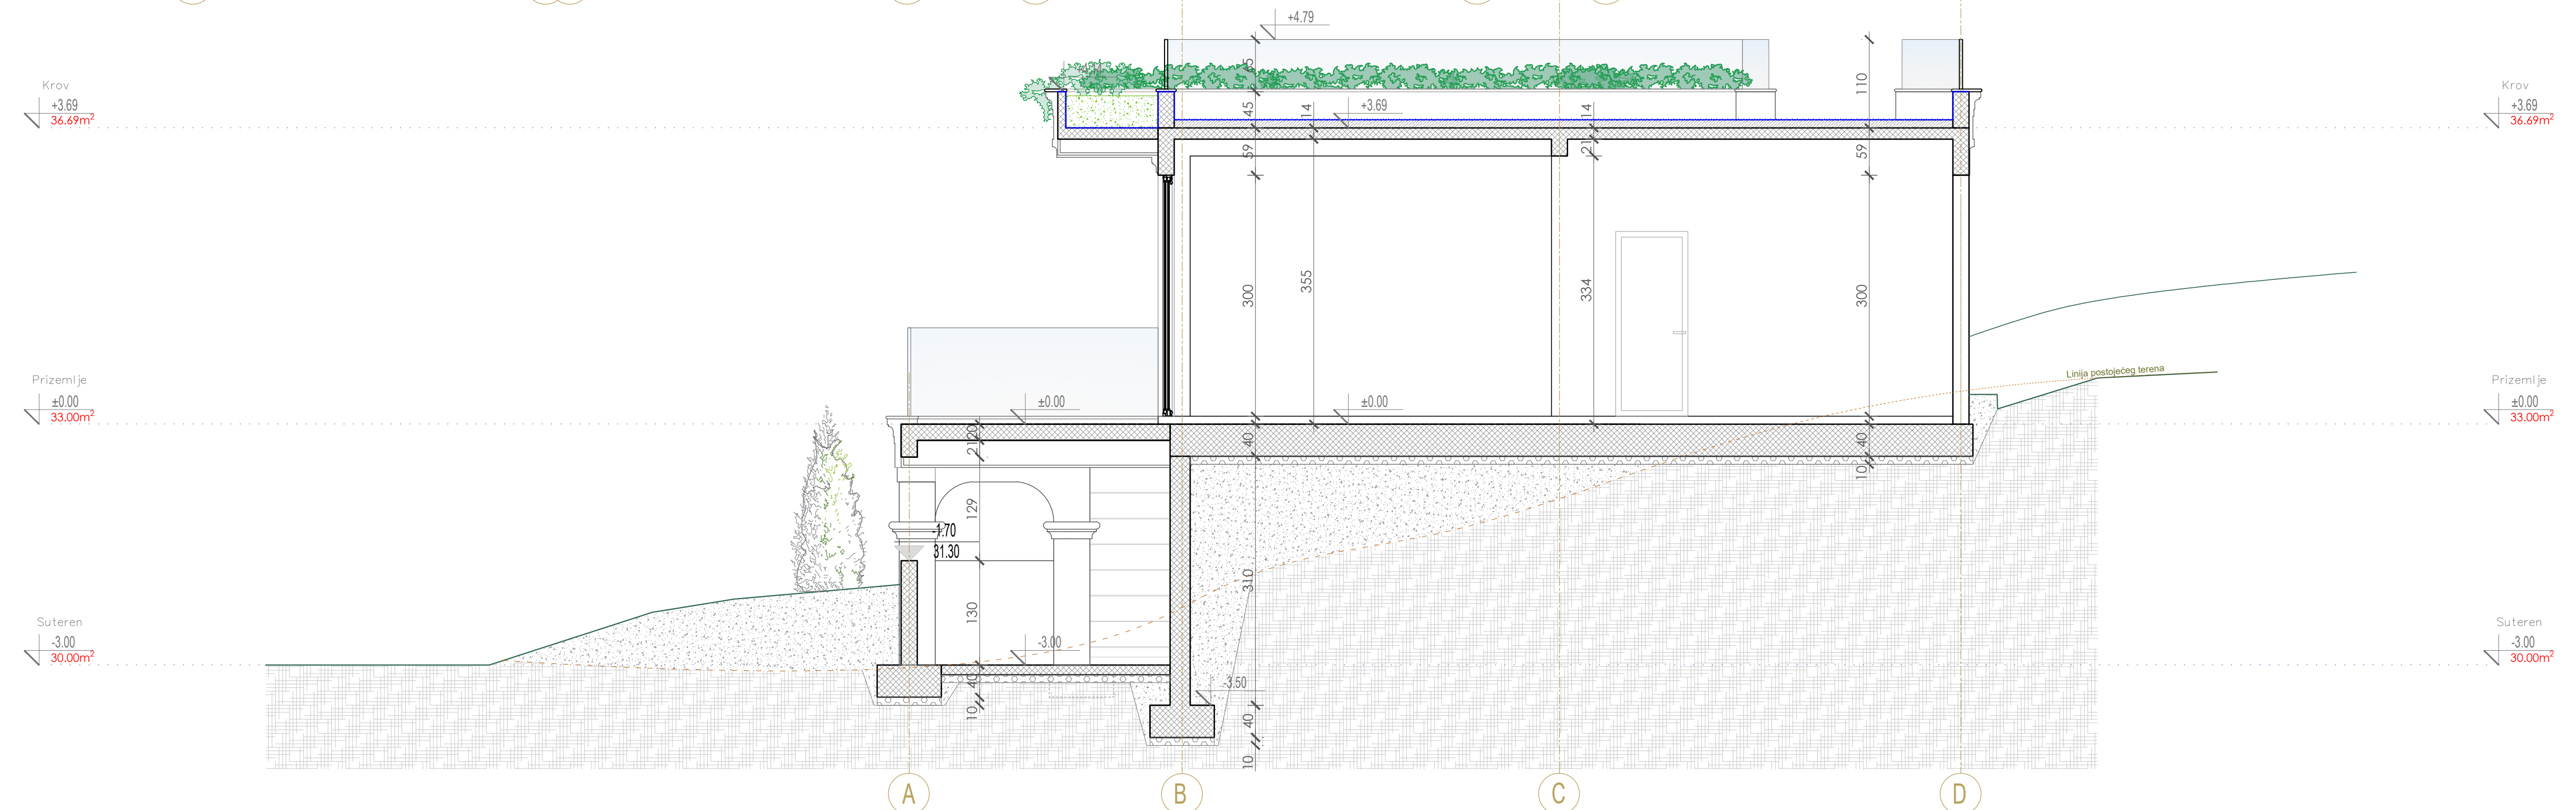 +4.79
Krov
+3.69
36.69m²
65
45
14
+3.69
14
110
Krov
+3.69
36.69m²
59
21
59
300
355
334
300
Linija postojećeg terena
Prizemlje
±0.00
33.00m²
±0.00
±0.00
Prizemlje
±0.00
33.00m²
20
21
40
40
10
129
-1.70
31.30
310
130
Suteren
-3.00
30.00m²
-3.00
Suteren
-3.00
30.00m²
40
-3.50
10
40
10
A
B
C
D